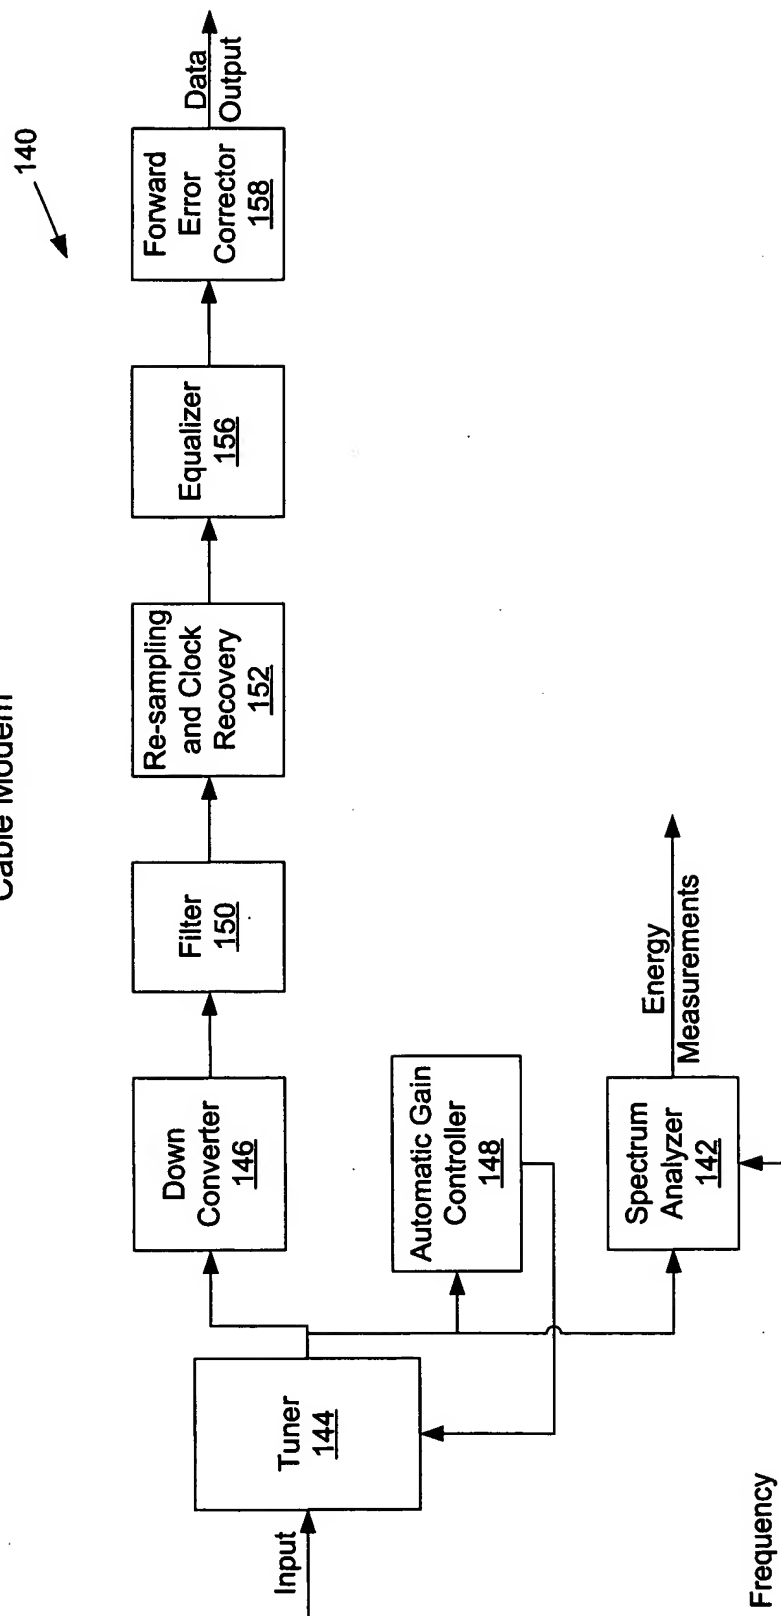 Cable Modem
140
Input
Tuner
144
Down
Converter
146
Filter
150
Re-sampling
and Clock
Recovery
152
Equalizer
156
Forward
Error
Corrector
158
Data
Output
Automatic Gain
Controller
148
Spectrum
Analyzer
142
Energy
Measurements
Frequency